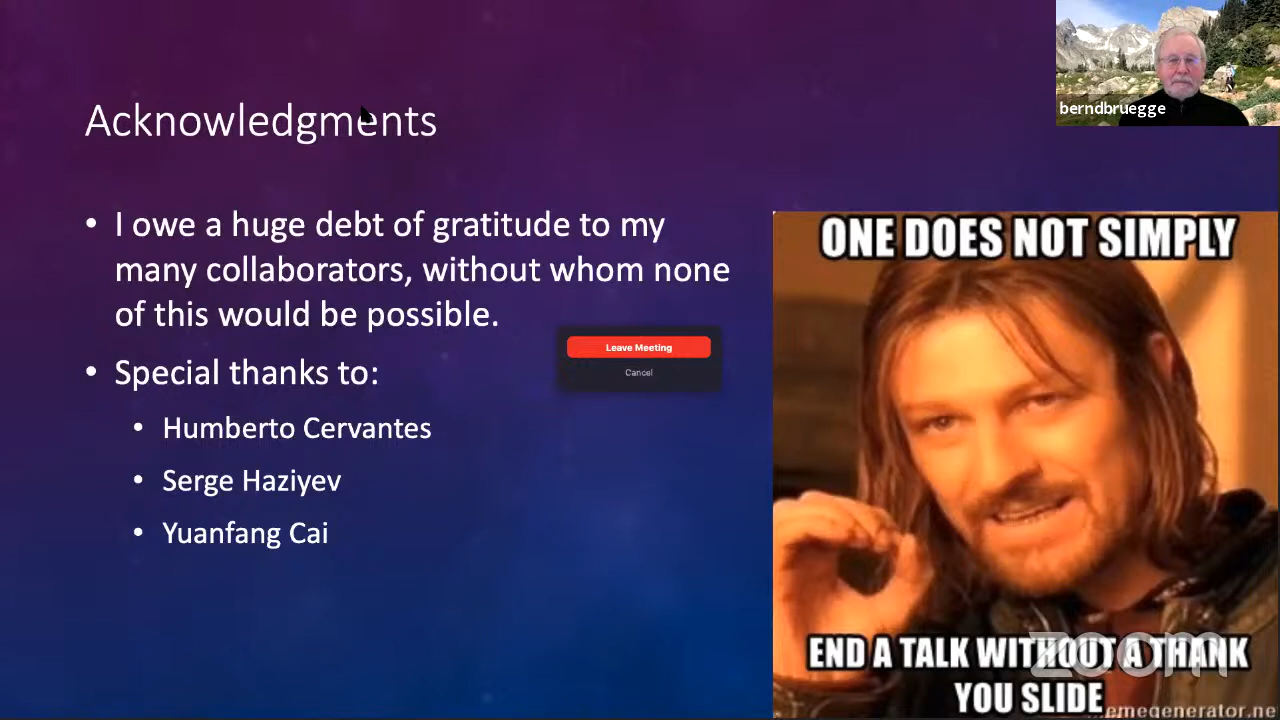 Acknowledgments
berndbruegge
• I owe a huge debt of gratitude to my
many collaborators, without whom none
of this would be possible.
• Special thanks to:
• Humberto Cervantes
• Serge Haziyev
• Yuanfang Cai
Leave Meeting
Cancel
ONE DOES NOT SIMPLY
END A TALK WITHOUT A THANK
YOU SLIDE
zoom
emegenerator.ne